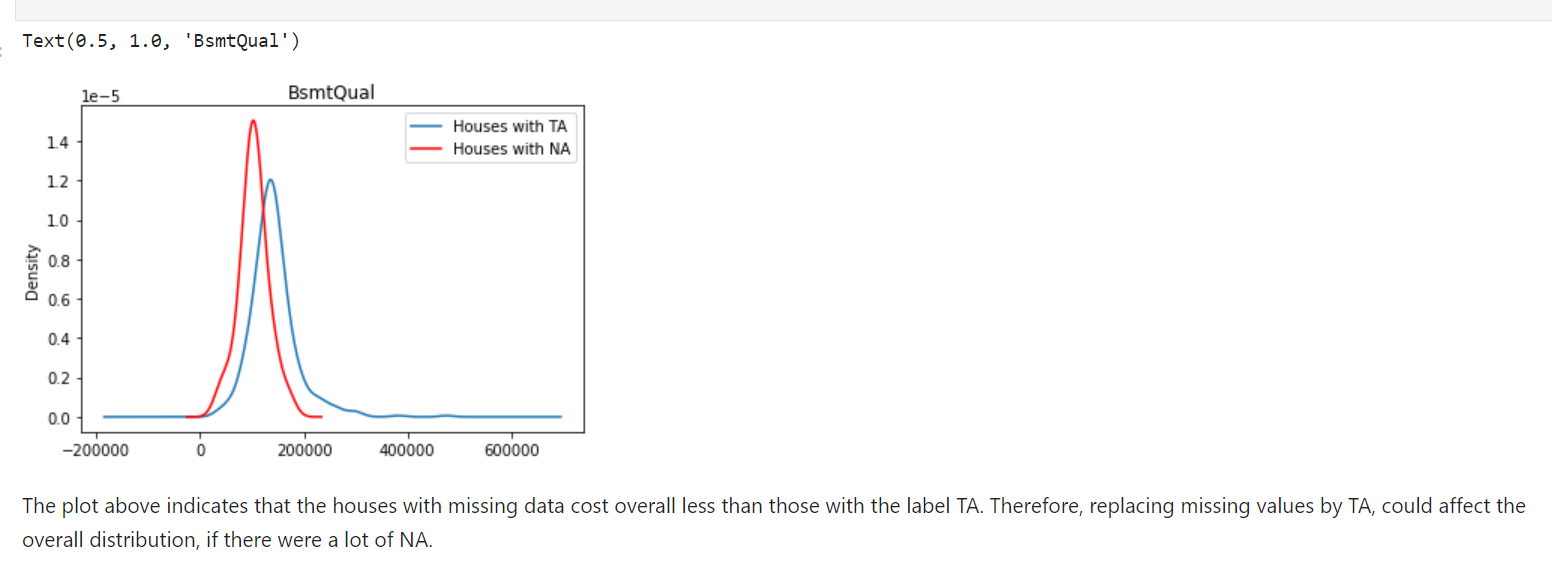 Text(0.5, 1.0, 'BsmtQual')
1e−5
BsmtQual
Houses with TA
Houses with NA
1.4
1.2
1.0
0.8
0.6
0.4
0.2
0.0
Density
−200000 0 200000 400000 600000
The plot above indicates that the houses with missing data cost overall less than those with the label TA. Therefore, replacing missing values by TA, could affect the
overall distribution, if there were a lot of NA.